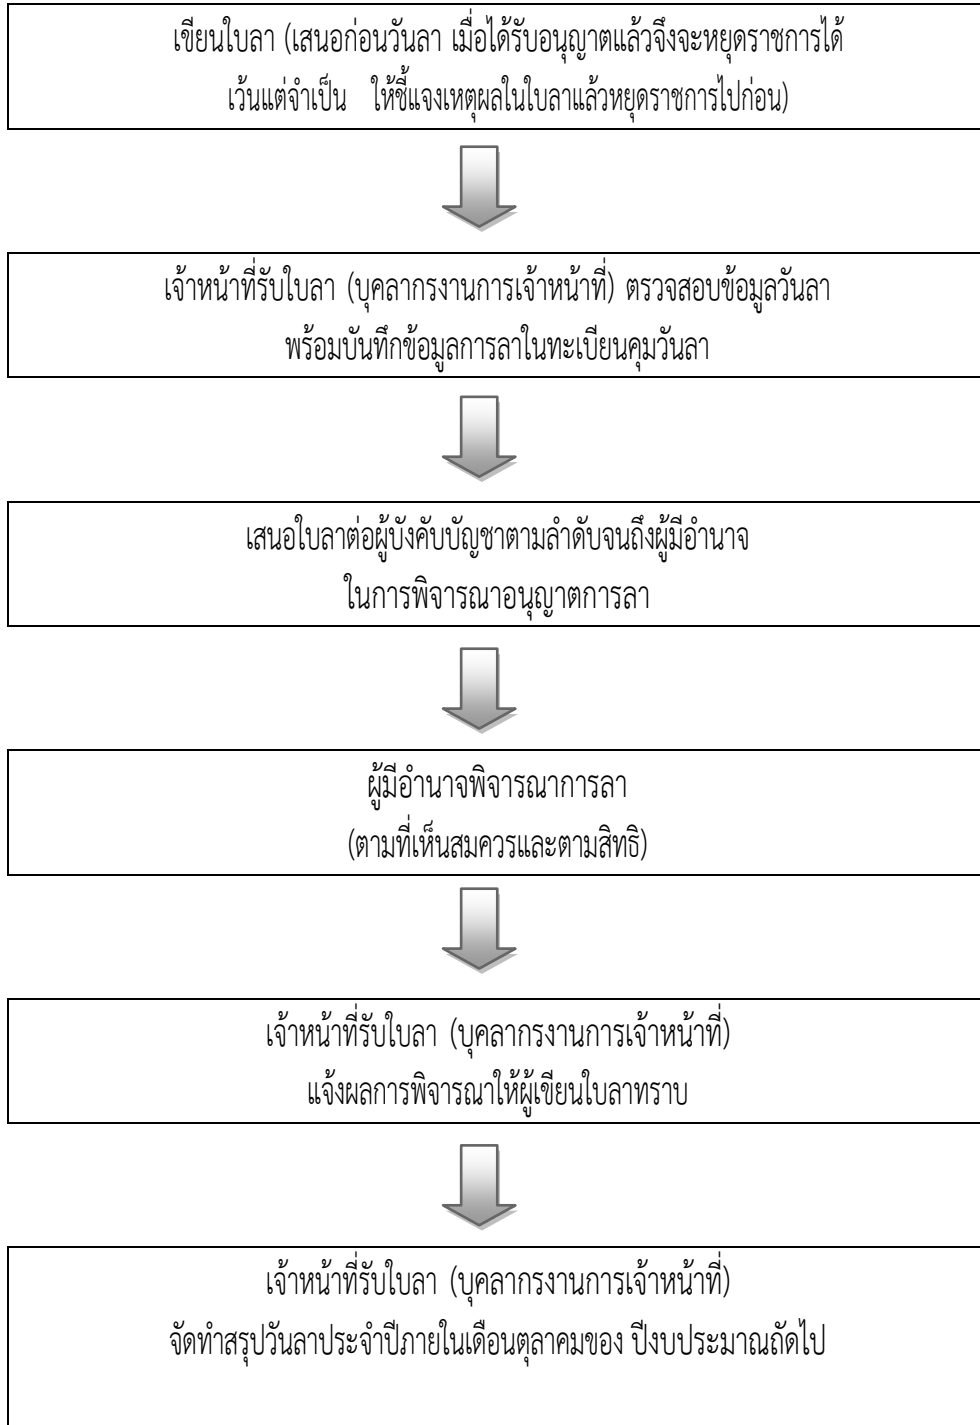 เขียนใบลา (เสนอก่อนวันลา เมื่อได้รับอนุญาตแล้วจึงจะหยุดราชการได้
เว้นแต่จำเป็น ให้ชี้แจงเหตุผลในใบลาแล้วหยุดราชการไปก่อน)
เจ้าหน้าที่รับใบลา (บุคลากรงานการเจ้าหน้าที่) ตรวจสอบข้อมูลวันลา
พร้อมบันทึกข้อมูลการลาในทะเบียนคุมวันลา
เสนอใบลาต่อผู้บังคับบัญชาตามลำดับจนถึงผู้มีอำนาจ
ในการพิจารณาอนุญาตการลา
ผู้มีอำนาจพิจารณาการลา
(ตามที่เห็นสมควรและตามสิทธิ)
เจ้าหน้าที่รับใบลา (บุคลากรงานการเจ้าหน้าที่)
แจ้งผลการพิจารณาให้ผู้เขียนใบลาทราบ
เจ้าหน้าที่รับใบลา (บุคลากรงานการเจ้าหน้าที่)
จัดทำสรุปวันลาประจำปีภายในเดือนตุลาคมของ ปีงบประมาณถัดไป